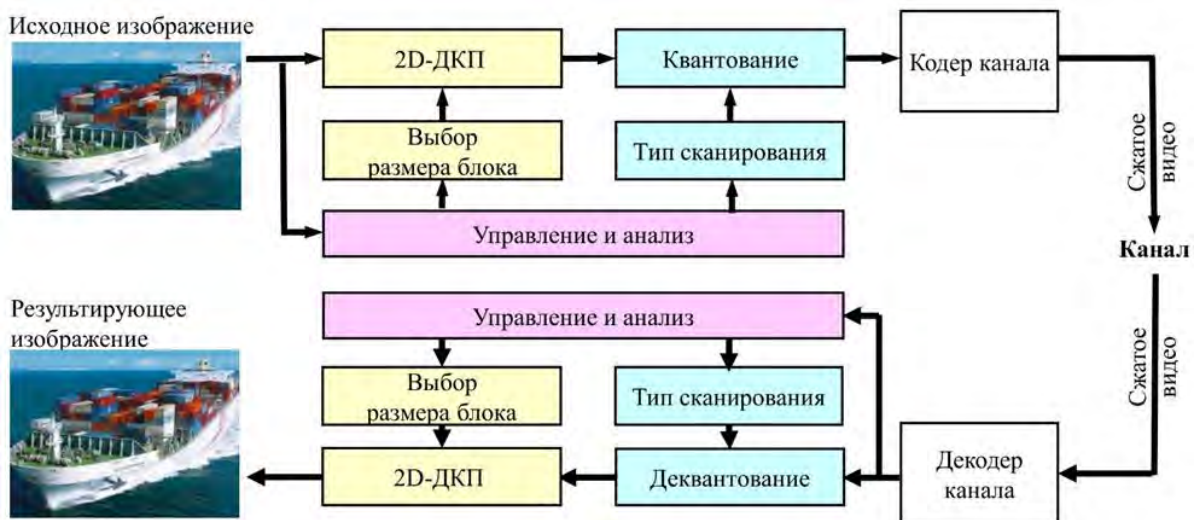 Исходное изображение
2D-ДКП
Квантование
Кодер канала
Выбор
размера блока
Тип сканирования
Управление и анализ
Сжатое
видео
Канал
Результирующее
изображение
Управление и анализ
Выбор
размера блока
Тип сканирования
Сжатое
видео
2D-ДКП
Деквантование
Декодер
канала